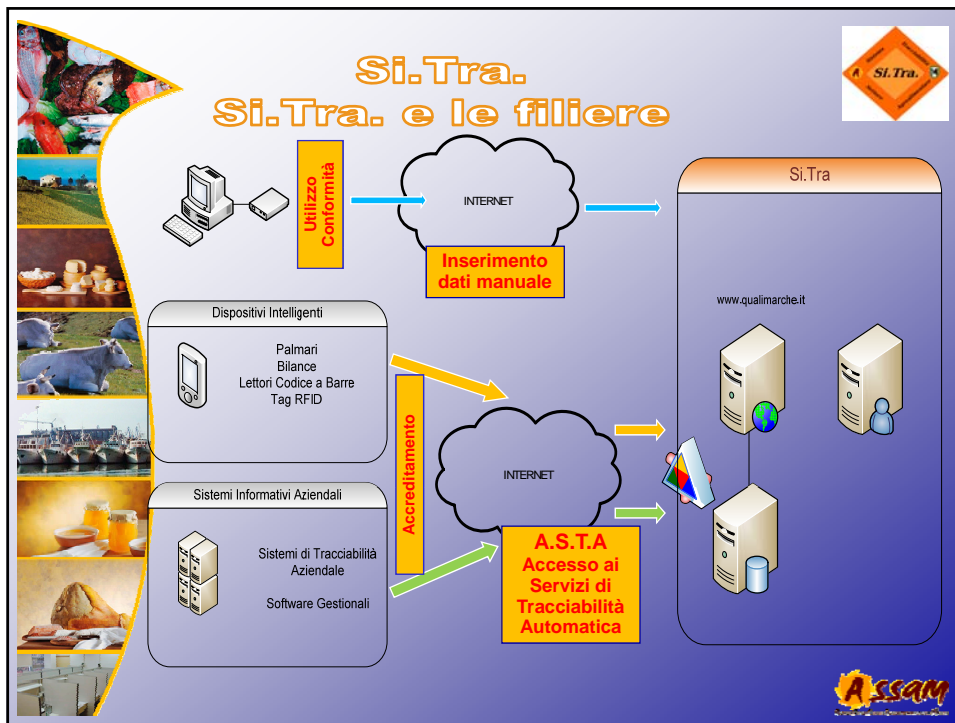 Si.Tra.
Si.Tra. e le filiere
Si.Tra.
Utilizzo
Conformità
INTERNET
Inserimento
dati manuale
Si.Tra
www.qualimarche.it
Dispositivi Intelligenti
Palmari
Bilance
Lettori Codice a Barre
Tag RFID
Accreditamento
INTERNET
Sistemi Informativi Aziendali
Sistemi di Tracciabilità
Aziendale
Software Gestionali
A.S.T.A
Accesso ai
Servizi di
Tracciabilità
Automatica
Assam